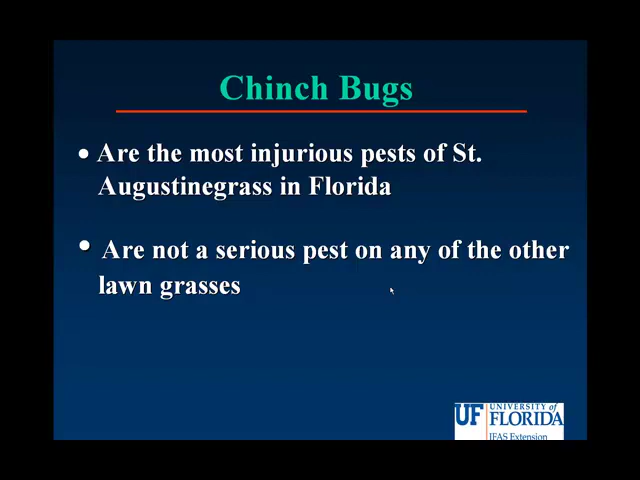 Chinch Bugs
• Are the most injurious pests of St.
Augustinegrass in Florida
• Are not a serious pest on any of the other
lawn grasses
UF UNIVERSITY of
FLORIDA
IFAS Extension